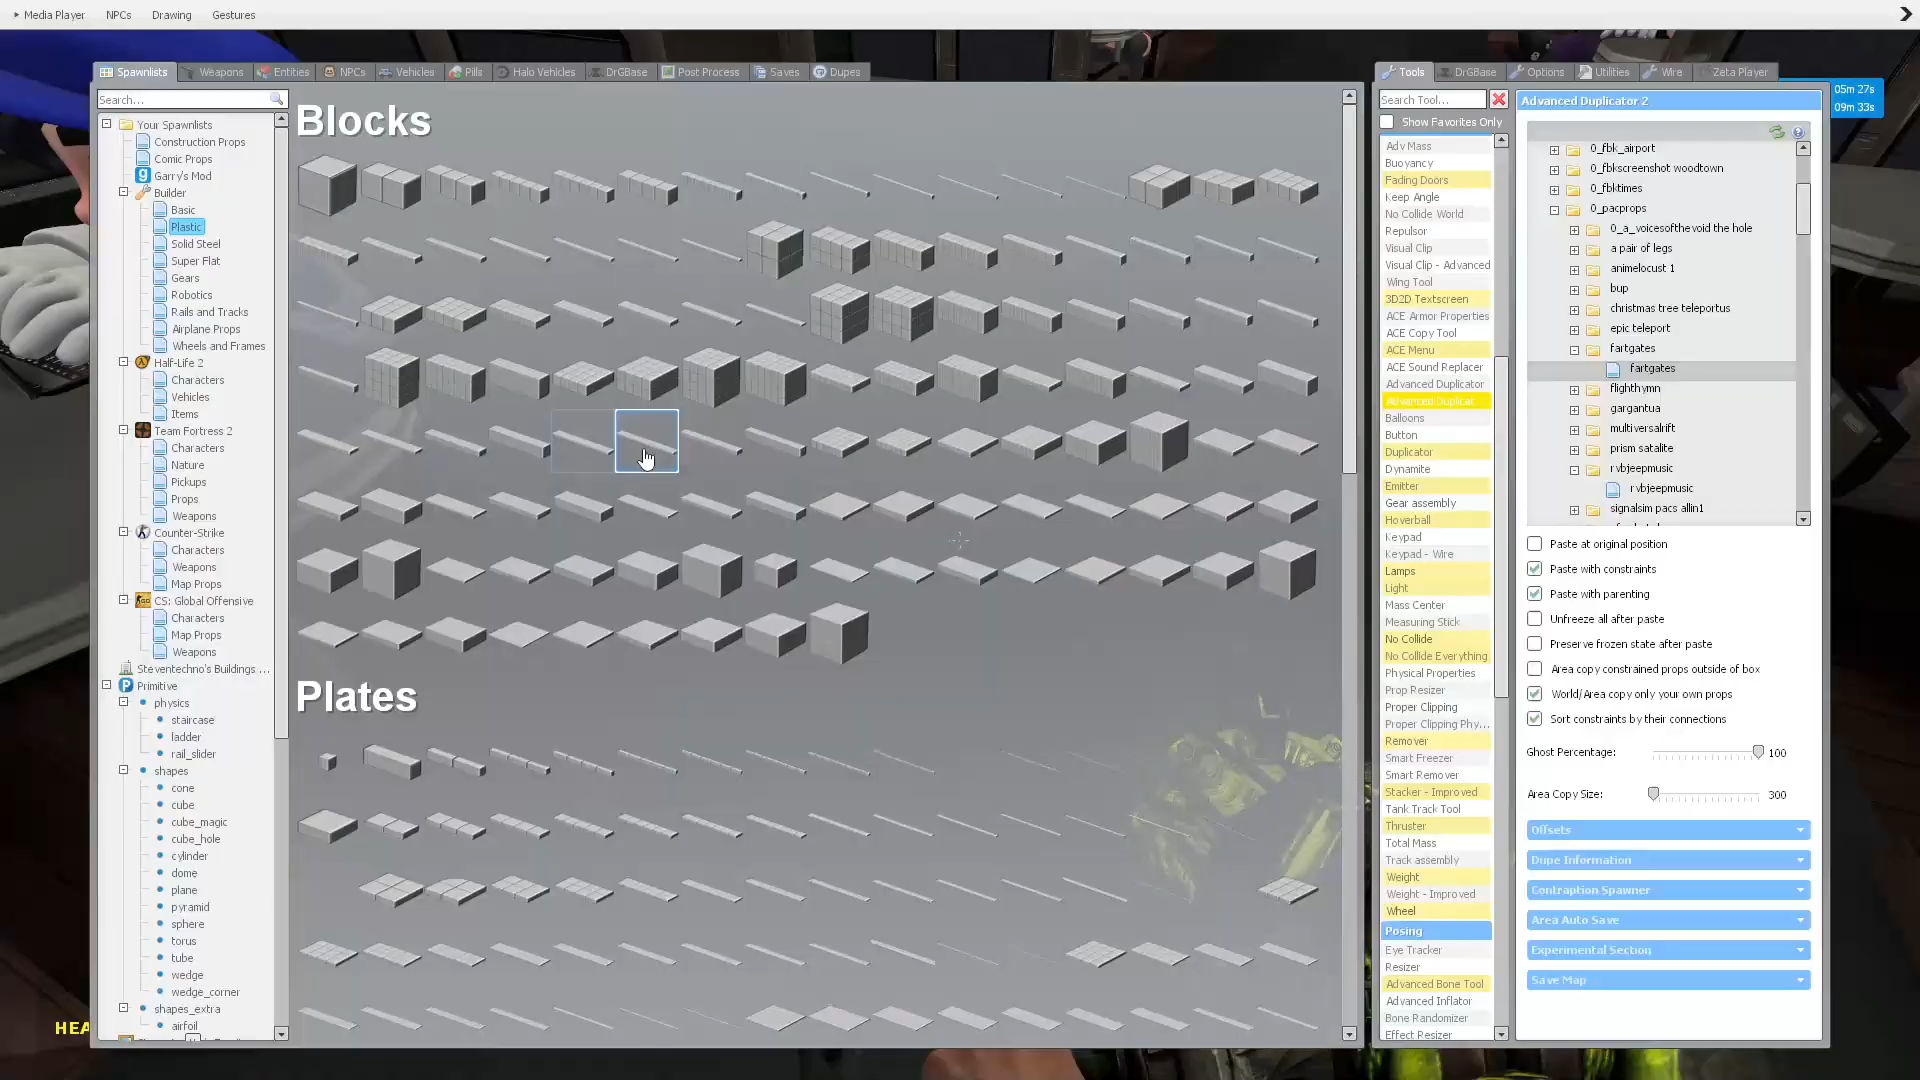 Media Player NPCs Drawing Gestures
Spawnlists Weapons Entities NPCs Vehicles Pills Halo Vehicles DrGBase Post Process Saves Dupes
Search...
Your Spawnlists
Construction Props
Comic Props
Garry's Mod
Builder
Basic
Plastic
Solid Steel
Super Flat
Gears
Robotics
Rails and Tracks
Airplane Props
Wheels and Frames
Half-Life 2
Characters
Vehicles
Items
Team Fortress 2
Characters
Nature
Pickups
Props
Weapons
Counter-Strike
Characters
Weapons
Map Props
CS: Global Offensive
Characters
Map Props
Weapons
Steventechno's Buildings ...
Primitive
physics
staircase
ladder
rail_slider
shapes
cone
cube
cube_magic
cube_hole
cylinder
dome
plane
pyramid
sphere
torus
tube
wedge
wedge_corner
shapes_extra
airfoil
HEA
Blocks
Plates
Tools DrGBase Options Utilities Wire Zeta Player
Search Tool...
Show Favorites Only
Adv Mass
Buoyancy
Fading Doors
Keep Angle
No Collide World
Repulsor
Visual Clip
Visual Clip - Advanced
Wing Tool
3D2D Textscreen
ACE Armor Properties
ACE Copy Tool
ACE Menu
ACE Sound Replacer
Advanced Duplicator
Advanced Duplicat
Balloons
Button
Duplicator
Dynamite
Emitter
Gear assembly
Hoverball
Keypad
Keypad - Wire
Lamps
Light
Mass Center
Measuring Stick
No Collide
No Collide Everything
Physical Properties
Prop Resizer
Proper Clipping
Proper Clipping Phy...
Remover
Smart Freezer
Smart Remover
Stacker - Improved
Tank Track Tool
Thruster
Total Mass
Track assembly
Weight
Weight - Improved
Wheel
Posing
Eye Tracker
Resizer
Advanced Bone Tool
Advanced Inflator
Bone Randomizer
Effect Resizer
Advanced Duplicator 2
0_fbk_airport
0_fbkscreenshot woodtown
0_fbktimes
0_pacprops
0_a_voicesofthevoid the hole
a pair of legs
animelocust 1
bup
christmas tree teleportus
epic teleport
fartgates
fartgates
flighthymn
gargantua
multiversalrift
prism satalite
rvbjeepmusic
rvbjeepmusic
signalsim pacs allin1
Paste at original position
Paste with constraints
Paste with parenting
Unfreeze all after paste
Preserve frozen state after paste
Area copy constrained props outside of box
World/Area copy only your own props
Sort constraints by their connections
Ghost Percentage: 100
Area Copy Size: 300
Offsets
Dupe Information
Contraption Spawner
Area Auto Save
Experimental Section
Save Map
05m 27s
09m 33s